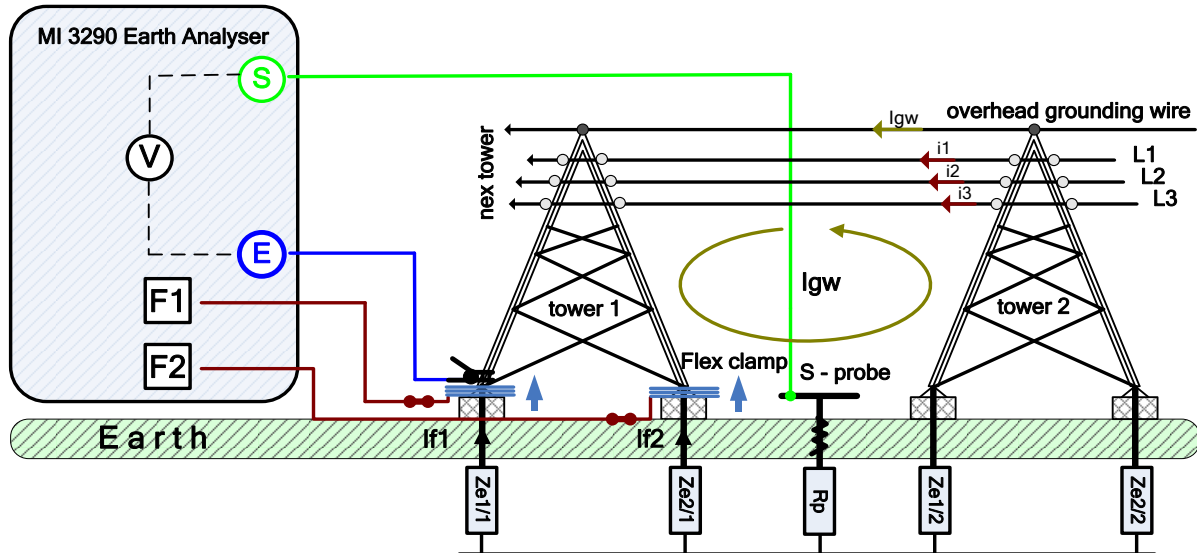 MI 3290 Earth Analyser
S
V
E
F1
F2
overhead grounding wire
Igw
i1
L1
i2
L2
i3
L3
nex tower
Igw
tower 1
tower 2
Flex clamp
S - probe
Earth
If1
If2
Ze1/1
Ze2/1
Rp
Ze1/2
Ze2/2